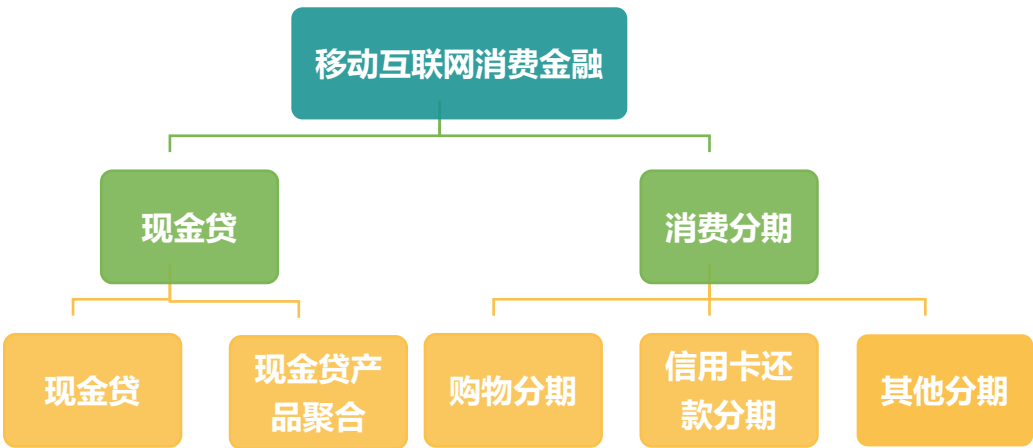 移动互联网消费金融
现金贷
消费分期
现金贷
现金贷产
品聚合
购物分期
信用卡还
款分期
其他分期